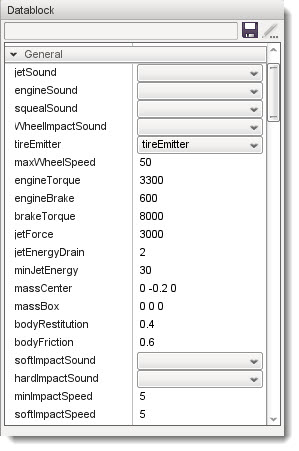 Datablock
General
jetSound
engineSound
squealSound
WheelImpactSound
tireEmitter tireEmitter
maxWheelSpeed 50
engineTorque 3300
engineBrake 600
brakeTorque 8000
jetForce 3000
jetEnergyDrain 2
minJetEnergy 30
massCenter 0 -0.2 0
massBox 0 0 0
bodyRestitution 0.4
bodyFriction 0.6
softImpactSound
hardImpactSound
minImpactSpeed 5
softImpactSpeed 5